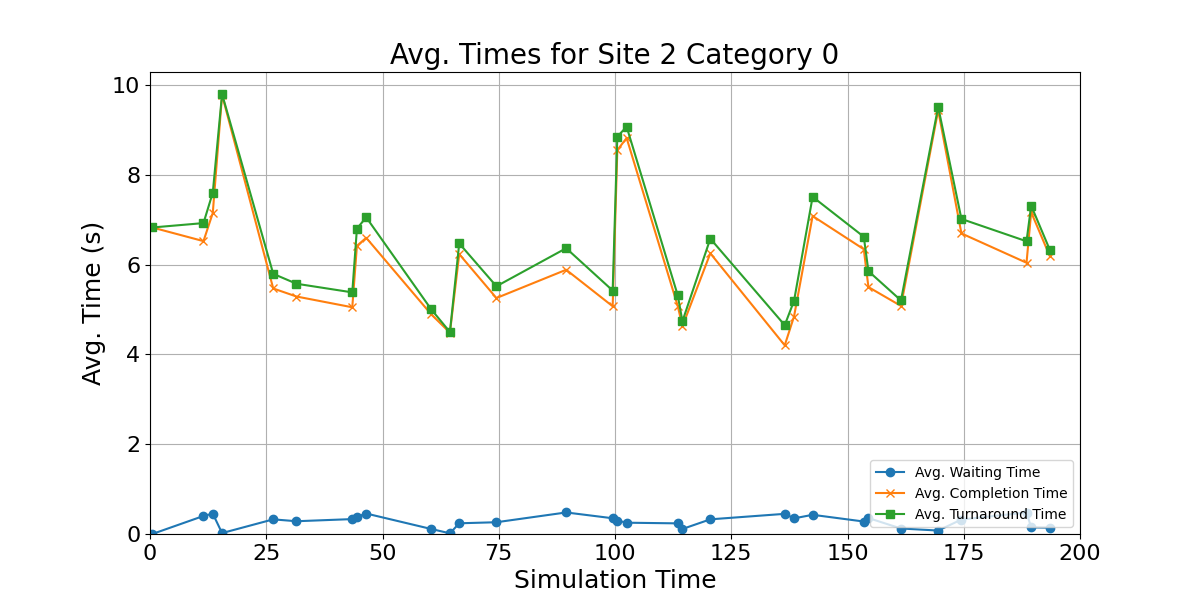 Avg. Times for Site 2 Category 0
Avg. Time (s)
10
8
6
4
2
0
0 25 50 75 100 125 150 175 200
Simulation Time
Avg. Waiting Time
Avg. Completion Time
Avg. Turnaround Time